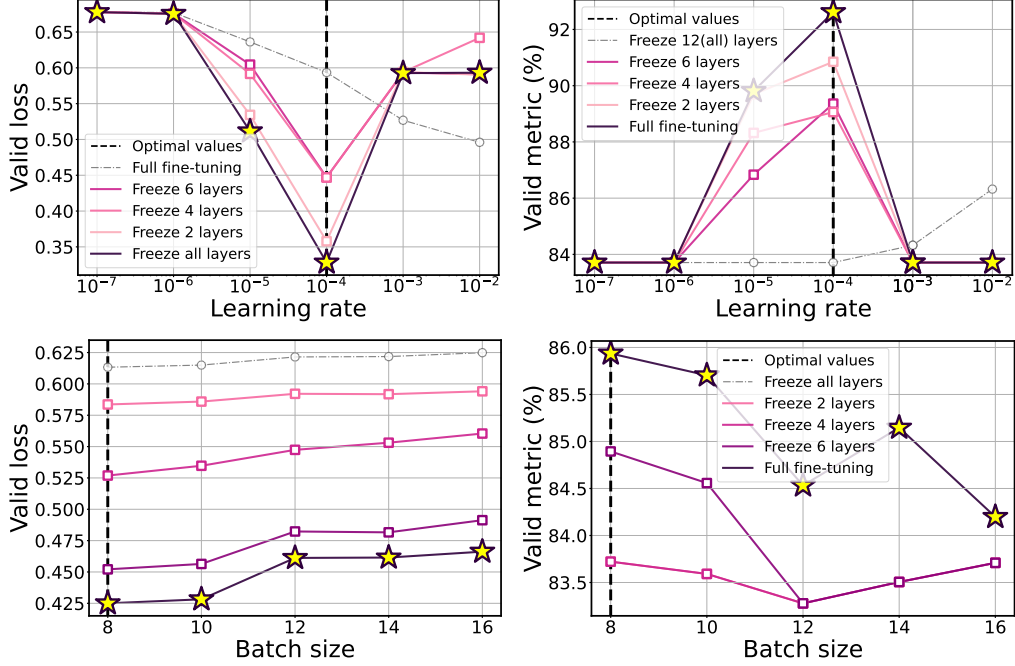 0.65
0.60
0.55
0.50
0.45
0.40
0.35
Valid loss
Optimal values
Full fine-tuning
Freeze 6 layers
Freeze 4 layers
Freeze 2 layers
Freeze all layers
10⁻⁷ 10⁻⁶ 10⁻⁵ 10⁻⁴ 10⁻³ 10⁻²
Learning rate
92
90
88
86
84
Valid metric (%)
Optimal values
Freeze 12(all) layers
Freeze 6 layers
Freeze 4 layers
Freeze 2 layers
Full fine-tuning
10⁻⁷ 10⁻⁶ 10⁻⁵ 10⁻⁴ 10⁻³ 10⁻²
Learning rate
0.625
0.600
0.575
0.550
0.525
0.500
0.475
0.450
0.425
Valid loss
8 10 12 14 16
Batch size
86.0
85.5
85.0
84.5
84.0
83.5
Valid metric (%)
Optimal values
Freeze all layers
Freeze 2 layers
Freeze 4 layers
Freeze 6 layers
Full fine-tuning
8 10 12 14 16
Batch size